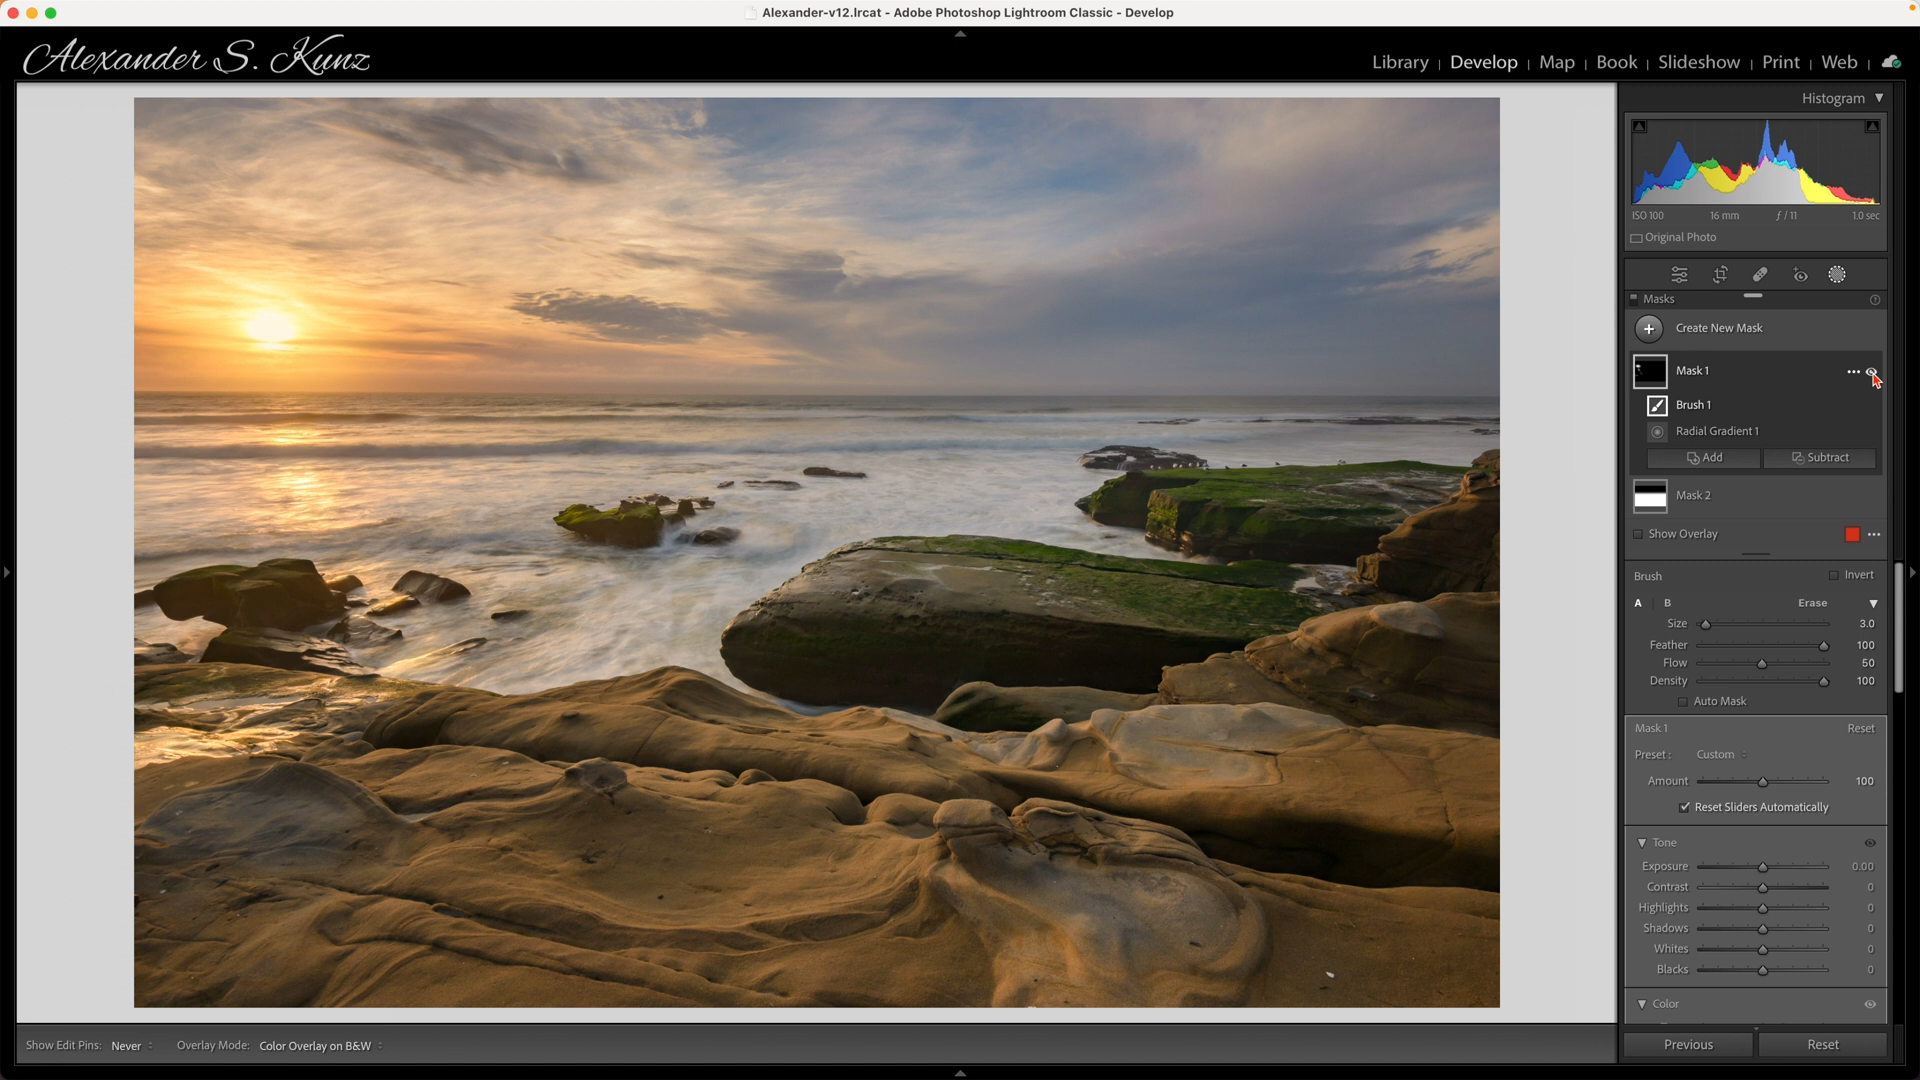 Alexander-v12.lrcat - Adobe Photoshop Lightroom Classic - Develop
Alexander S. Kunz
Library | Develop | Map | Book | Slideshow | Print | Web |
Histogram
ISO 100 16 mm ƒ / 11 1.0 sec
Original Photo
Masks
Create New Mask
Mask 1
Brush 1
Radial Gradient 1
Add Subtract
Mask 2
Show Overlay
Brush Invert
A B Erase
Size 3.0
Feather 100
Flow 50
Density 100
Auto Mask
Mask 1 Reset
Preset : Custom
Amount 100
Reset Sliders Automatically
Tone
Exposure 0.00
Contrast 0
Highlights 0
Shadows 0
Whites 0
Blacks 0
Color
Show Edit Pins: Never Overlay Mode: Color Overlay on B&W
Previous Reset